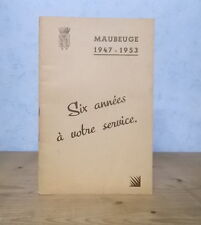 MAUBEUGE
1947-1953
Six années
à votre service.